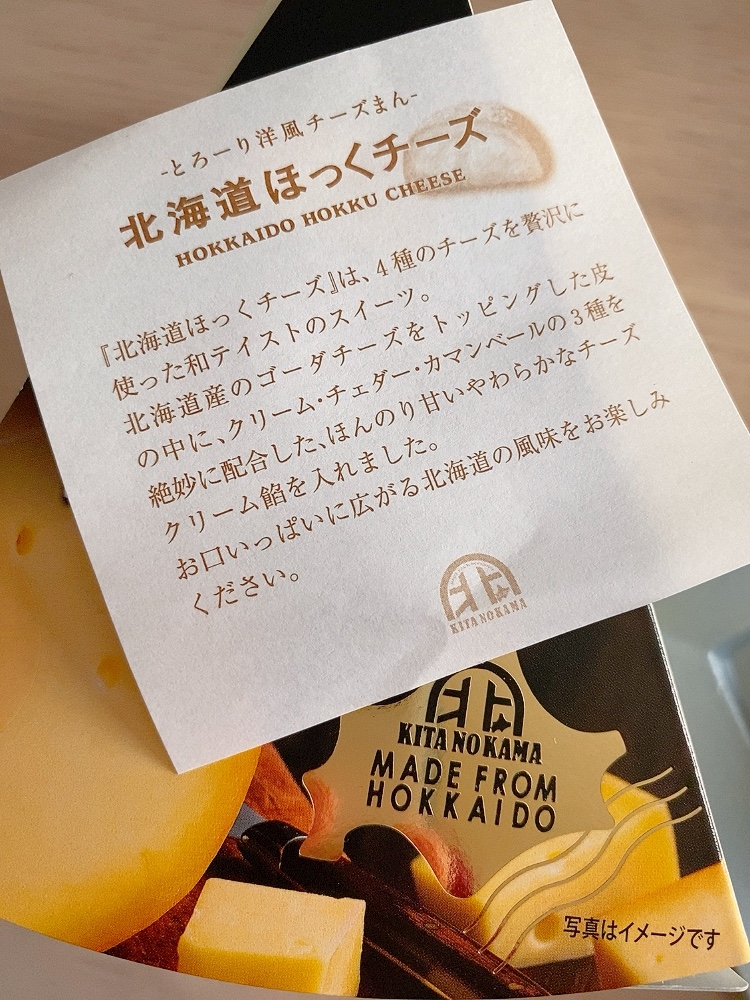 -とろーり洋風チーズまん-
北海道ほっくチーズ
HOKKAIDO HOKKU CHEESE
『北海道ほっくチーズ』は、4種のチーズを贅沢に
使った和テイストのスイーツ。
北海道産のゴーダチーズをトッピングした皮
の中に、クリーム・チェダー・カマンベールの3種を
絶妙に配合した、ほんのり甘いやわらかなチーズ
クリーム餡を入れました。
お口いっぱいに広がる北海道の風味をお楽しみ
ください。
北
KITA NO KAMA
北
KITA NO KAMA
MADE FROM
HOKKAIDO
写真はイメージです